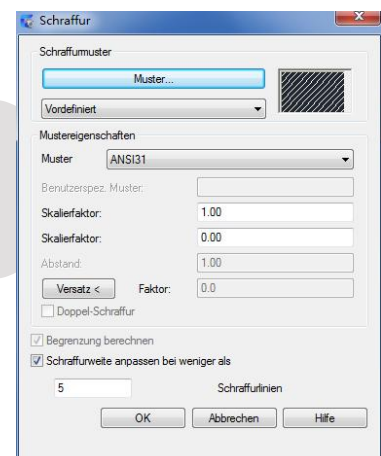 Schraffur
Schraffurmuster
Muster...
Vordefiniert
Mustereigenschaften
Muster ANSI31
Benutzerspez. Muster:
Skalierfaktor: 1.00
Skalierfaktor: 0.00
Abstand: 1.00
Versatz < Faktor: 0.0
Doppel-Schraffur
Begrenzung berechnen
Schraffurweite anpassen bei weniger als
5 Schraffurlinien
OK Abbrechen Hilfe